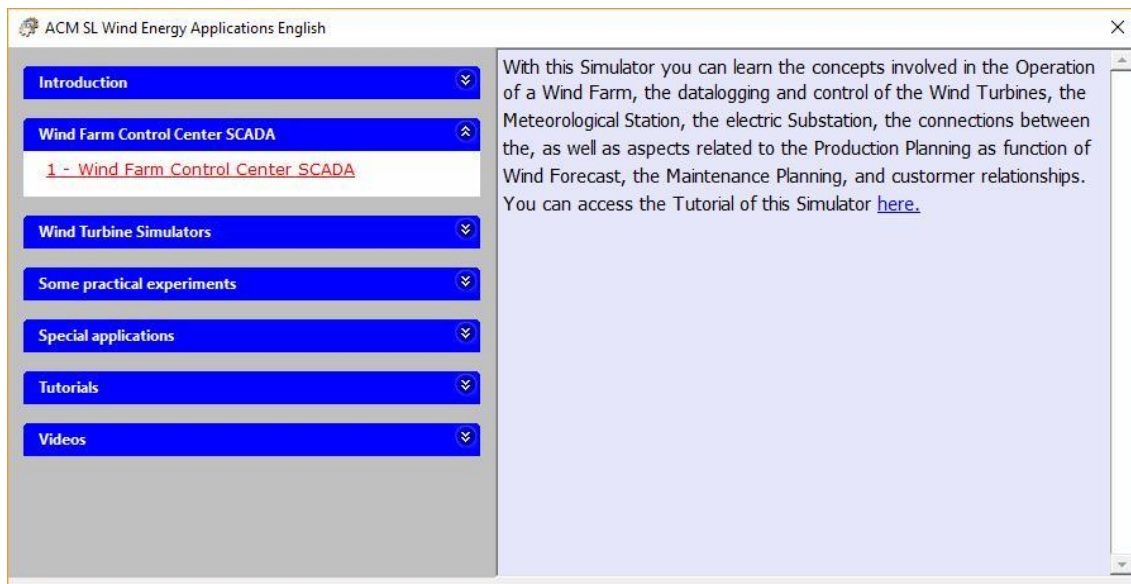 ACM SL Wind Energy Applications English
Introduction
Wind Farm Control Center SCADA
1 - Wind Farm Control Center SCADA
Wind Turbine Simulators
Some practical experiments
Special applications
Tutorials
Videos
With this Simulator you can learn the concepts involved in the Operation
of a Wind Farm, the datalogging and control of the Wind Turbines, the
Meteorological Station, the electric Substation, the connections between
the, as well as aspects related to the Production Planning as function of
Wind Forecast, the Maintenance Planning, and custormer relationships.
You can access the Tutorial of this Simulator here.